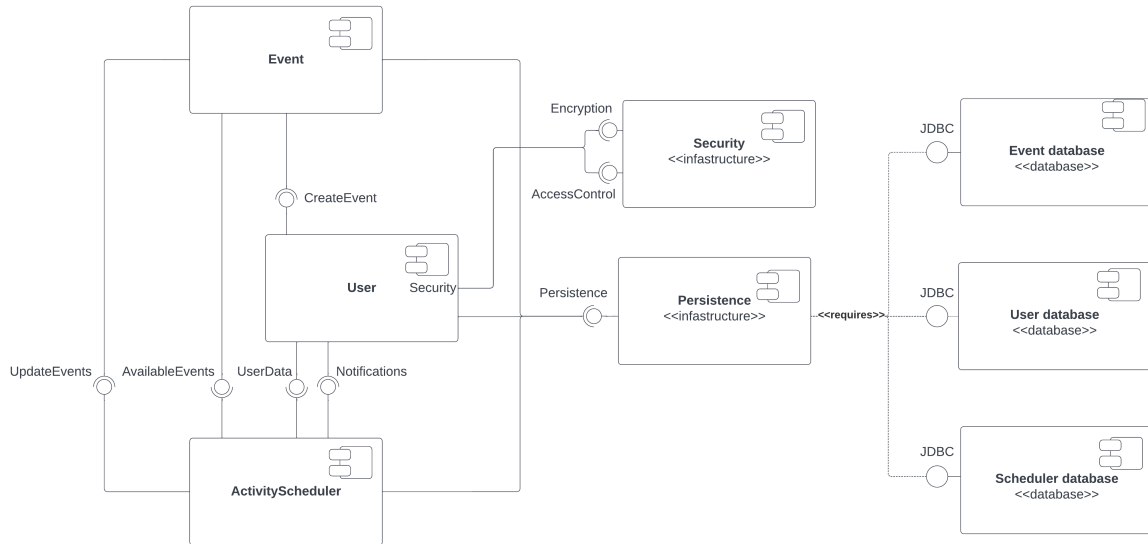 Event
Encryption
Security
<<infastructure>>
AccessControl
JDBC
Event database
<<database>>
CreateEvent
User
Security
Persistence
Persistence
<<infastructure>>
<<requires>>
JDBC
User database
<<database>>
UpdateEvents
AvailableEvents
UserData
Notifications
ActivityScheduler
JDBC
Scheduler database
<<database>>